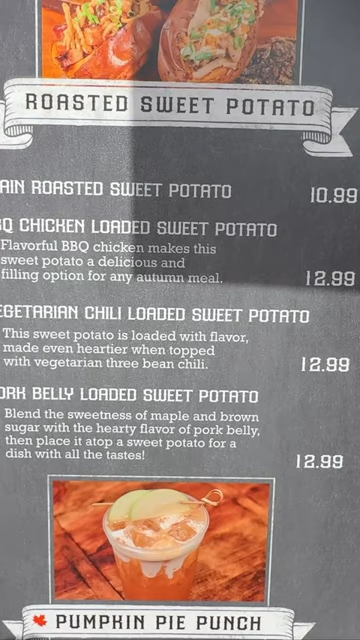 ROASTED SWEET POTATO
AIN ROASTED SWEET POTATO 10.99
BQ CHICKEN LOADED SWEET POTATO
Flavorful BBQ chicken makes this
sweet potato a delicious and
filling option for any autumn meal. 12.99
EGETARIAN CHILI LOADED SWEET POTATO
This sweet potato is loaded with flavor,
made even heartier when topped
with vegetarian three bean chili. 12.99
ORK BELLY LOADED SWEET POTATO
Blend the sweetness of maple and brown
sugar with the hearty flavor of pork belly,
then place it atop a sweet potato for a
dish with all the tastes! 12.99
PUMPKIN PIE PUNCH